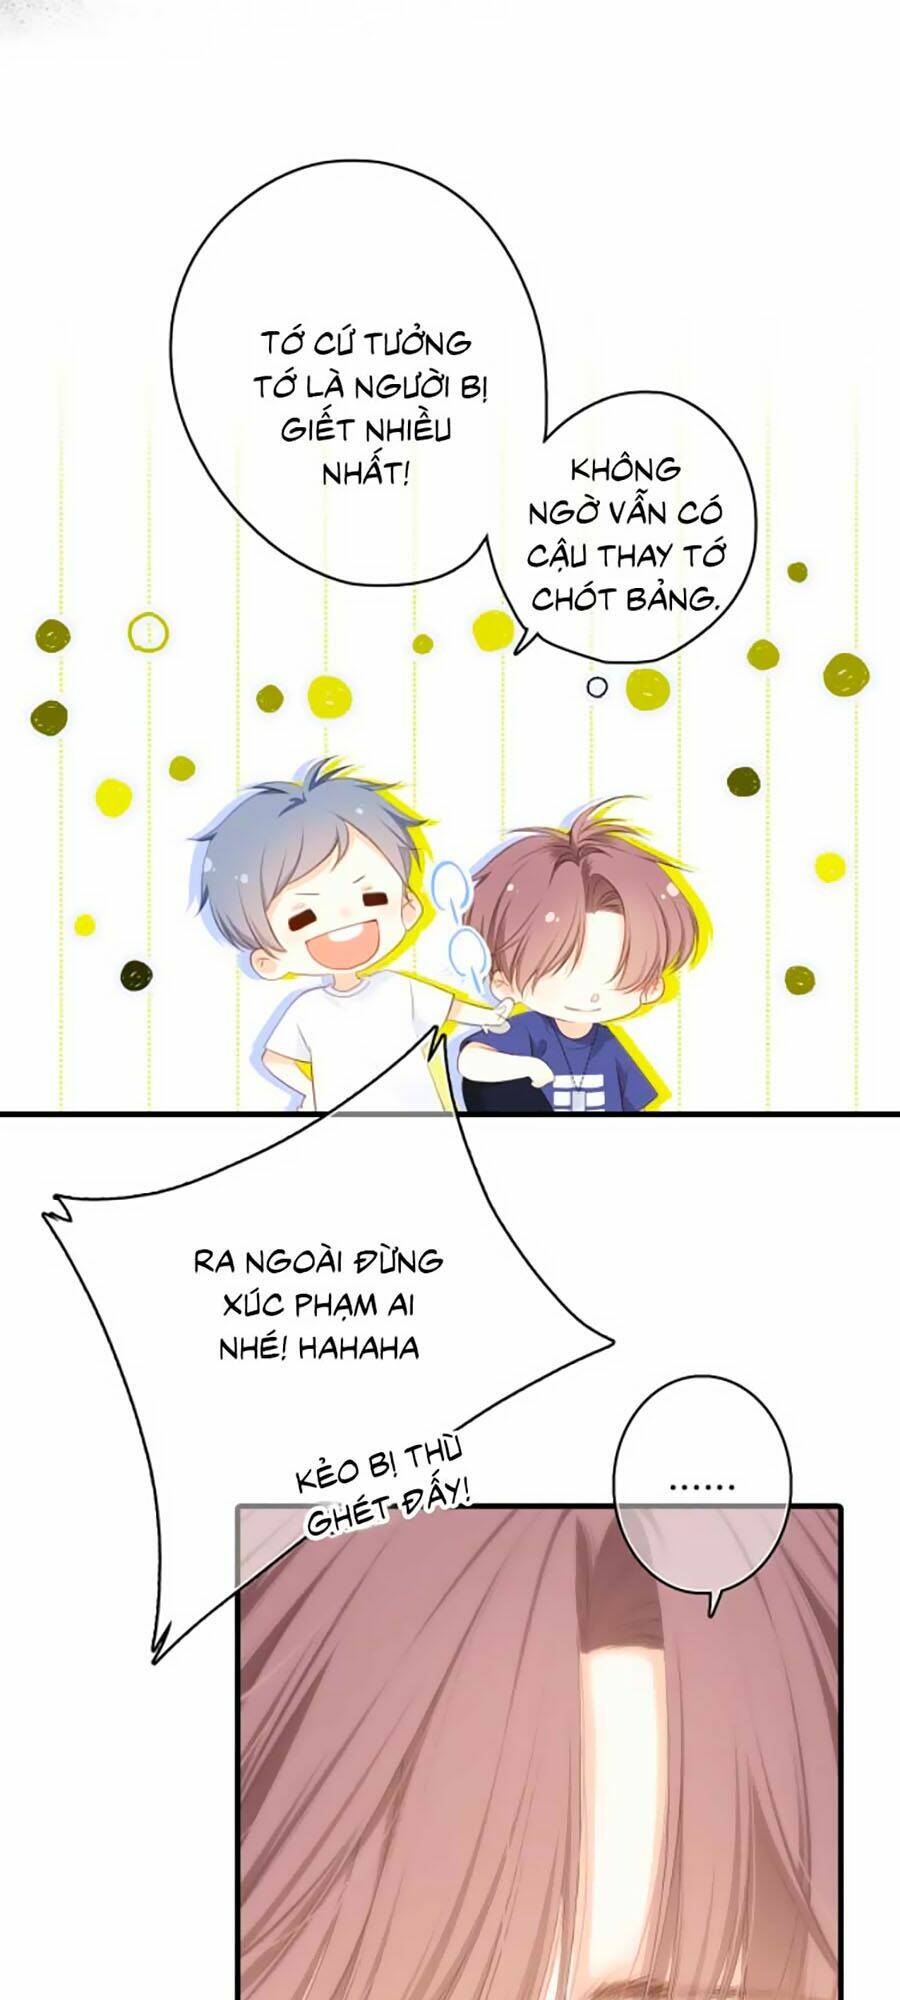 TỚ CỨ TƯỞNG
TỚ LÀ NGƯỜI BỊ
GIẾT NHIỀU
NHẤT!
KHÔNG
NGỜ VẪN CÓ
CẬU THAY TỚ
CHÓT BẢNG.
RA NGOÀI ĐỪNG
XÚC PHẠM AI
NHÉ! HAHAHA
KẺO BỊ THÙ
GHÉT ĐẤY!
......